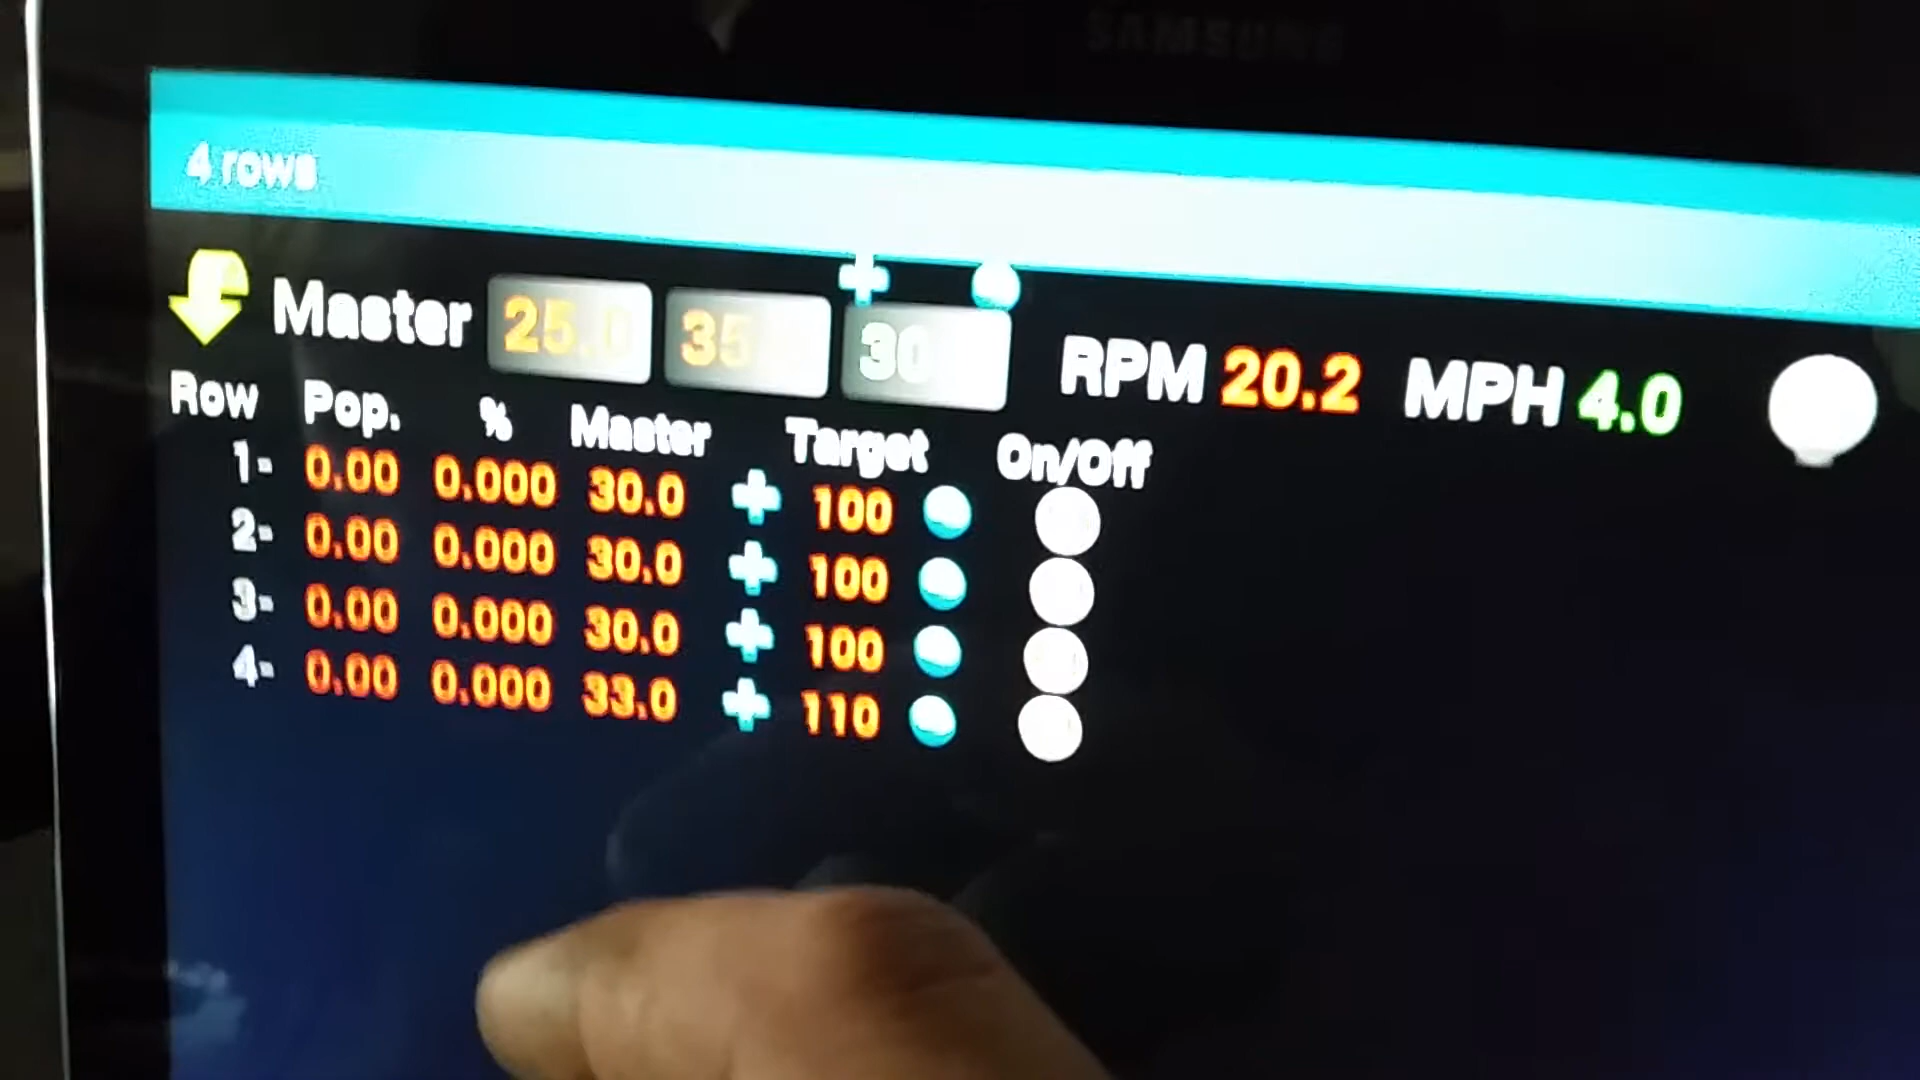 SAMSUNG
4 rows
Master 25.0 35 30 RPM 20.2 MPH 4.0
Row Pop. % Master Target On/Off
1- 0.00 0.000 30.0 100
2- 0.00 0.000 30.0 100
3- 0.00 0.000 30.0 100
4- 0.00 0.000 33.0 110